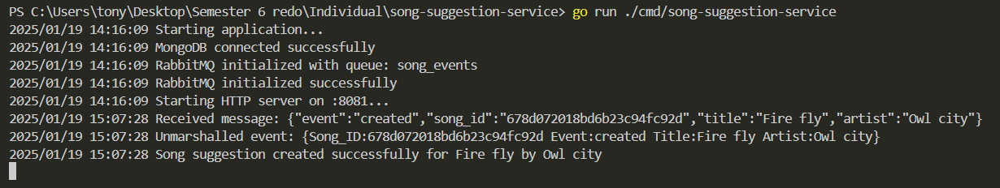 PS C:\Users\tony\Desktop\Semester 6 redo\Individual\song-suggestion-service> go run ./cmd/song-suggestion-service
2025/01/19 14:16:09 Starting application...
2025/01/19 14:16:09 MongoDB connected successfully
2025/01/19 14:16:09 RabbitMQ initialized with queue: song_events
2025/01/19 14:16:09 RabbitMQ initialized successfully
2025/01/19 14:16:09 Starting HTTP server on :8081...
2025/01/19 15:07:28 Received message: {"event":"created","song_id":"678d072018bd6b23c94fc92d","title":"Fire fly","artist":"Owl city"}
2025/01/19 15:07:28 Unmarshalled event: {Song_ID:678d072018bd6b23c94fc92d Event:created Title:Fire fly Artist:Owl city}
2025/01/19 15:07:28 Song suggestion created successfully for Fire fly by Owl city